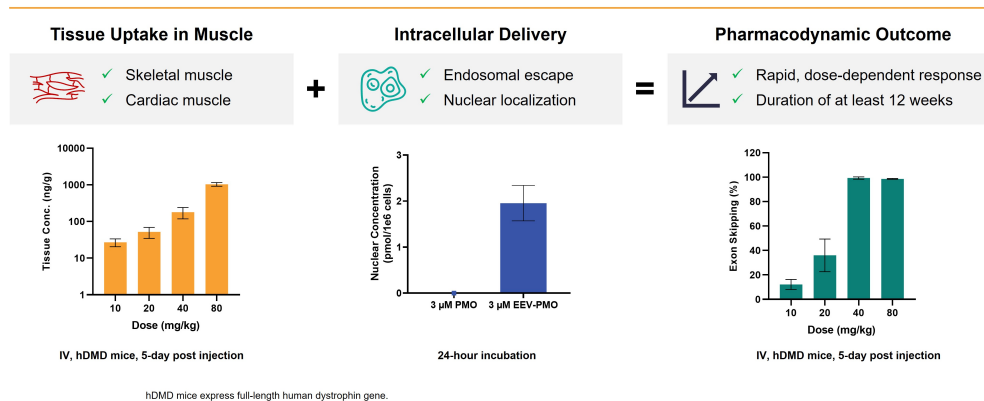 Tissue Uptake in Muscle
✓ Skeletal muscle
✓ Cardiac muscle
+
Intracellular Delivery
✓ Endosomal escape
✓ Nuclear localization
=
Pharmacodynamic Outcome
✓ Rapid, dose-dependent response
✓ Duration of at least 12 weeks
Tissue Conc. (ng/g)
10000
1000
100
10
1
10 20 40 80
Dose (mg/kg)
IV, hDMD mice, 5-day post injection
Nuclear Concentration
(pmol/1e6 cells)
3
2
1
0
3 μM PMO 3 μM EEV-PMO
24-hour incubation
Exon Skipping (%)
120
100
80
60
40
20
0
10 20 40 80
Dose (mg/kg)
IV, hDMD mice, 5-day post injection
hDMD mice express full-length human dystrophin gene.